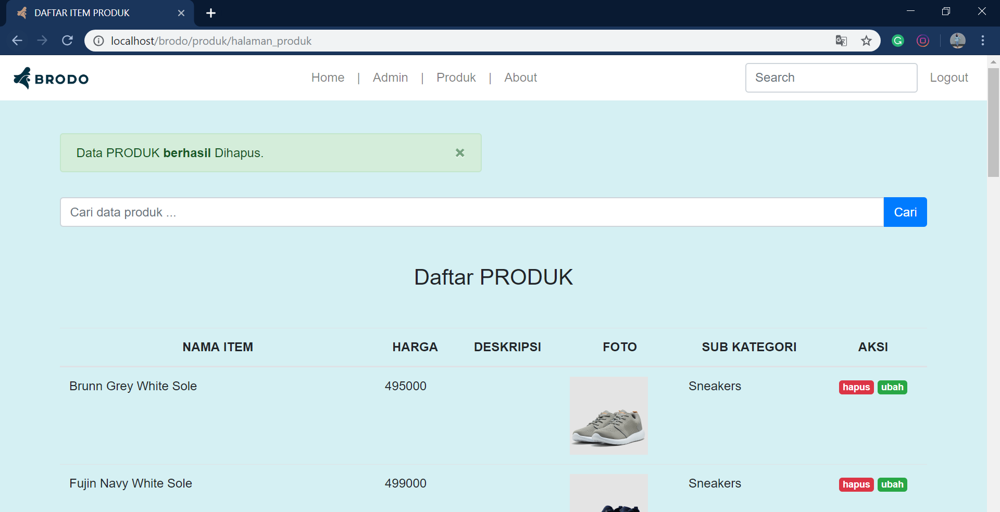 DAFTAR ITEM PRODUK
localhost/brodo/produk/halaman_produk
BRODO
Home | Admin | Produk | About
Search
Logout
Data PRODUK berhasil Dihapus.
Cari data produk ...
Cari
Daftar PRODUK
NAMA ITEM HARGA DESKRIPSI FOTO SUB KATEGORI AKSI
Brunn Grey White Sole 495000 Sneakers hapus ubah
Fujin Navy White Sole 499000 Sneakers hapus ubah